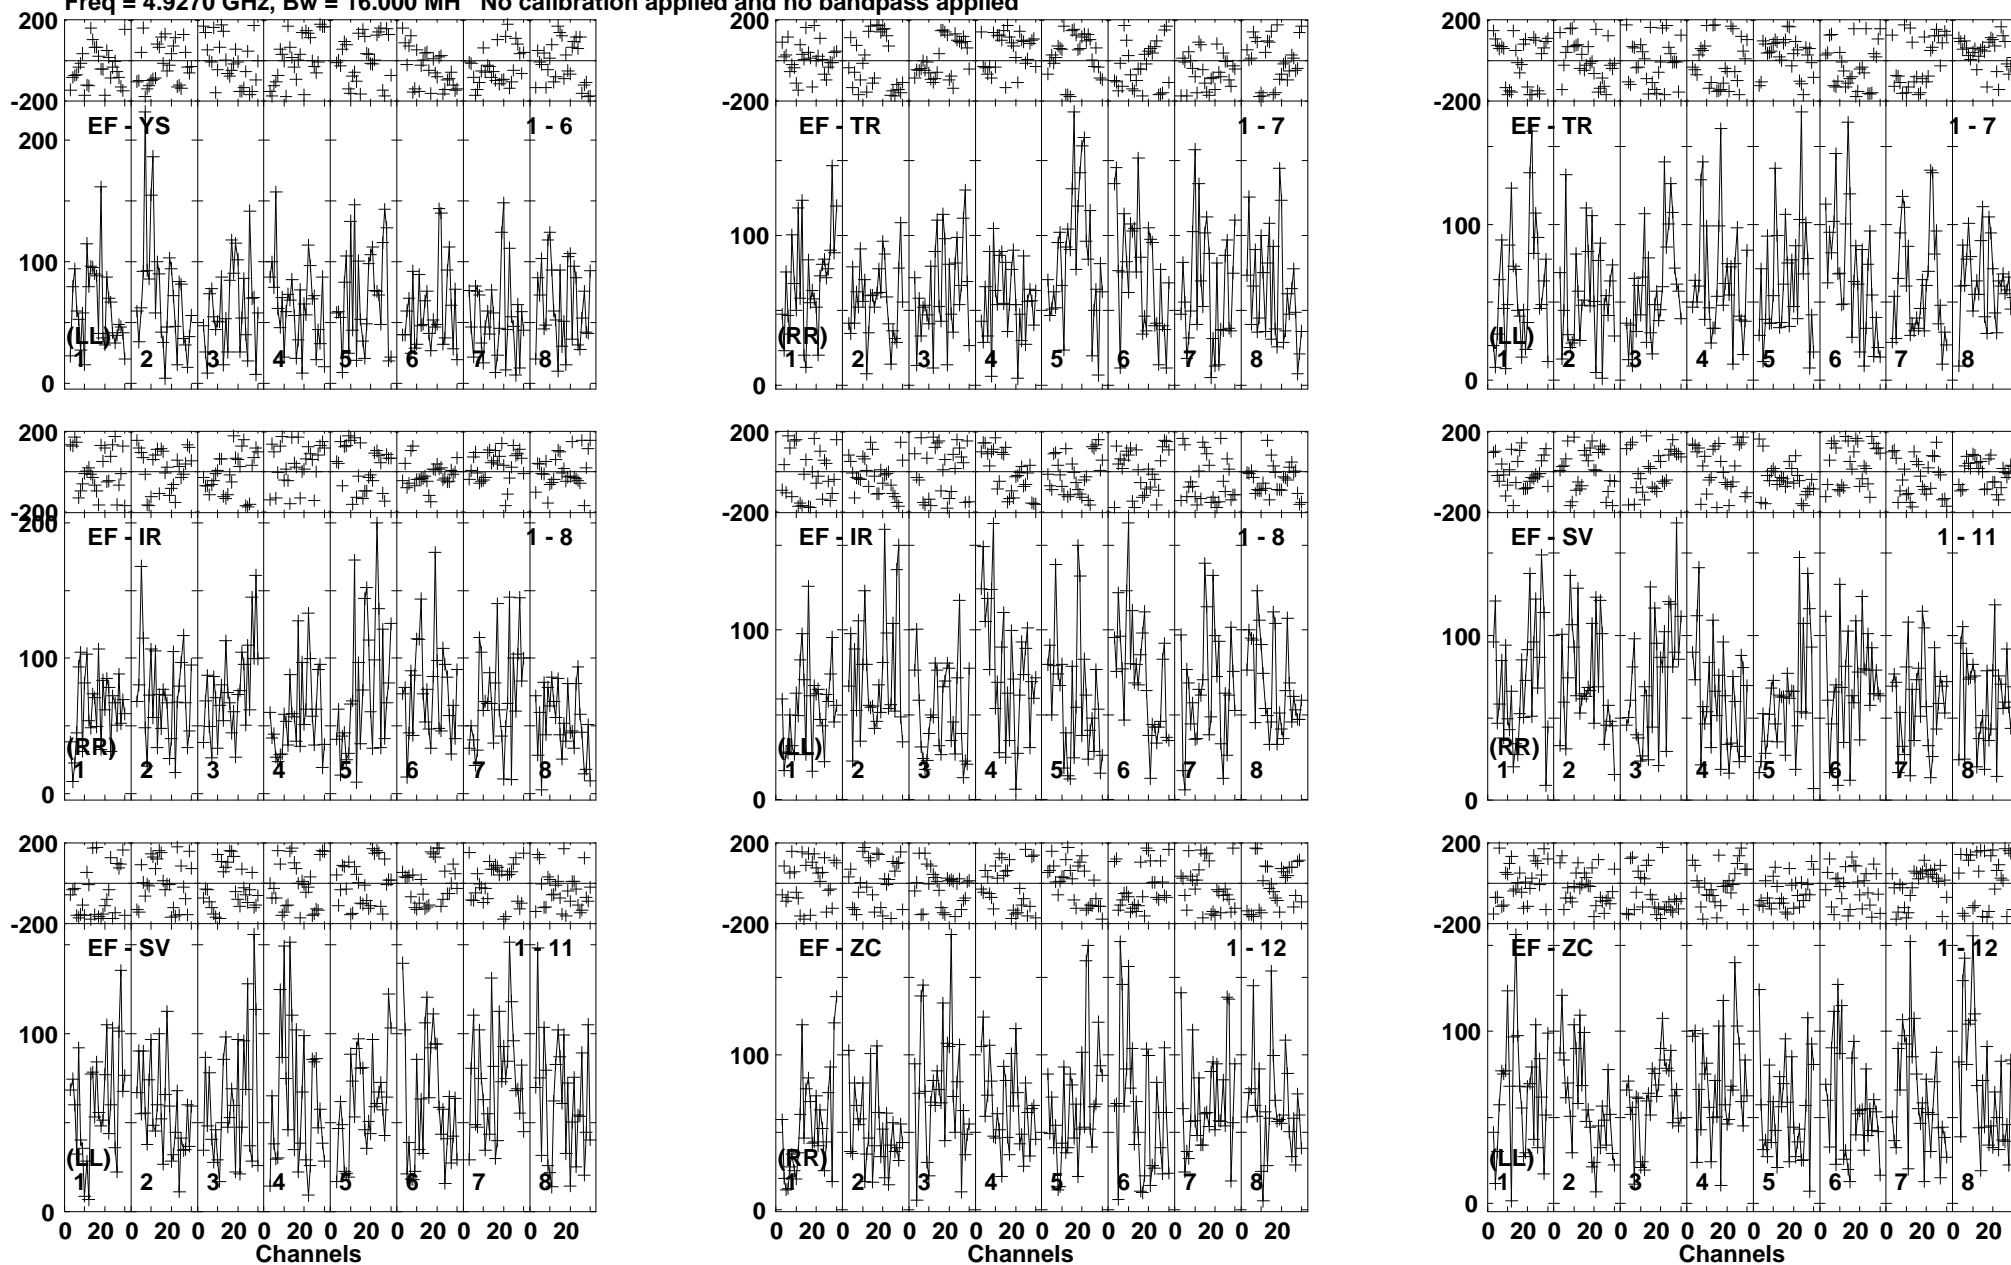 Freq = 4.9270 GHz, Bw = 16.000 MH No calibration applied and no bandpass applied
200 200 200
-200 -200 -200
EF - YS 1 - 6 EF - TR 1 - 7 EF - TR 1 - 7
200
100 100 100
(LL) (RR) (LL)
1 2 3 4 5 6 7 8 1 2 3 4 5 6 7 8 1 2 3 4 5 6 7 8
0 0 0
200 200 200
-200 -200 -200
200
EF - IR 1 - 8 EF - IR 1 - 8 EF - SV 1 - 11
100 100 100
(RR) (LL) (RR)
1 2 3 4 5 6 7 8 1 2 3 4 5 6 7 8 1 2 3 4 5 6 7 8
0 0 0
200 200 200
-200 -200 -200
EF - SV 1 - 11 EF - ZC 1 - 12 EF - ZC 1 - 12
100 100 100
(LL) (RR) (LL)
1 2 3 4 5 6 7 8 1 2 3 4 5 6 7 8 1 2 3 4 5 6 7 8
0 0 0
0 20 0 20 0 20 0 20 0 20 0 20 0 20 0 20 0 20 0 20 0 20 0 20 0 20 0 20 0 20 0 20 0 20 0 20 0 20 0 20 0 20 0 20 0 20 0 20
Channels Channels Channels